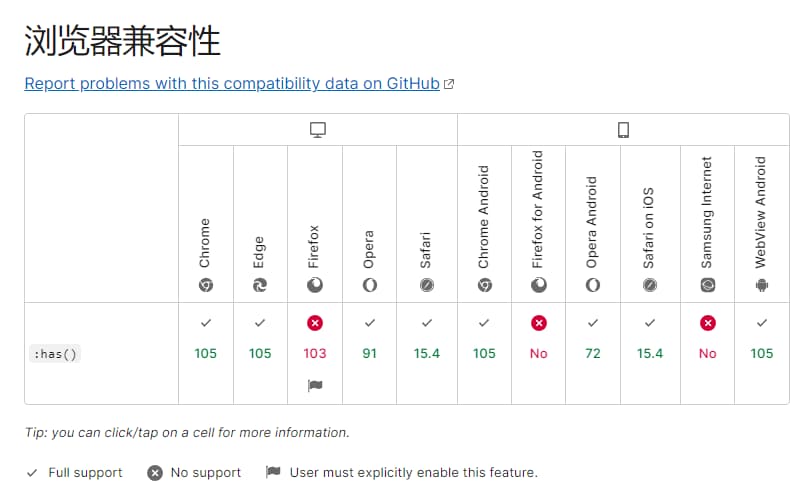 浏览器兼容性
Report problems with this compatibility data on GitHub
Chrome
Edge
Firefox
Opera
Safari
Chrome Android
Firefox for Android
Opera Android
Safari on iOS
Samsung Internet
WebView Android
:has()
105
105
103
91
15.4
105
No
72
15.4
No
105
Tip: you can click/tap on a cell for more information.
Full support
No support
User must explicitly enable this feature.